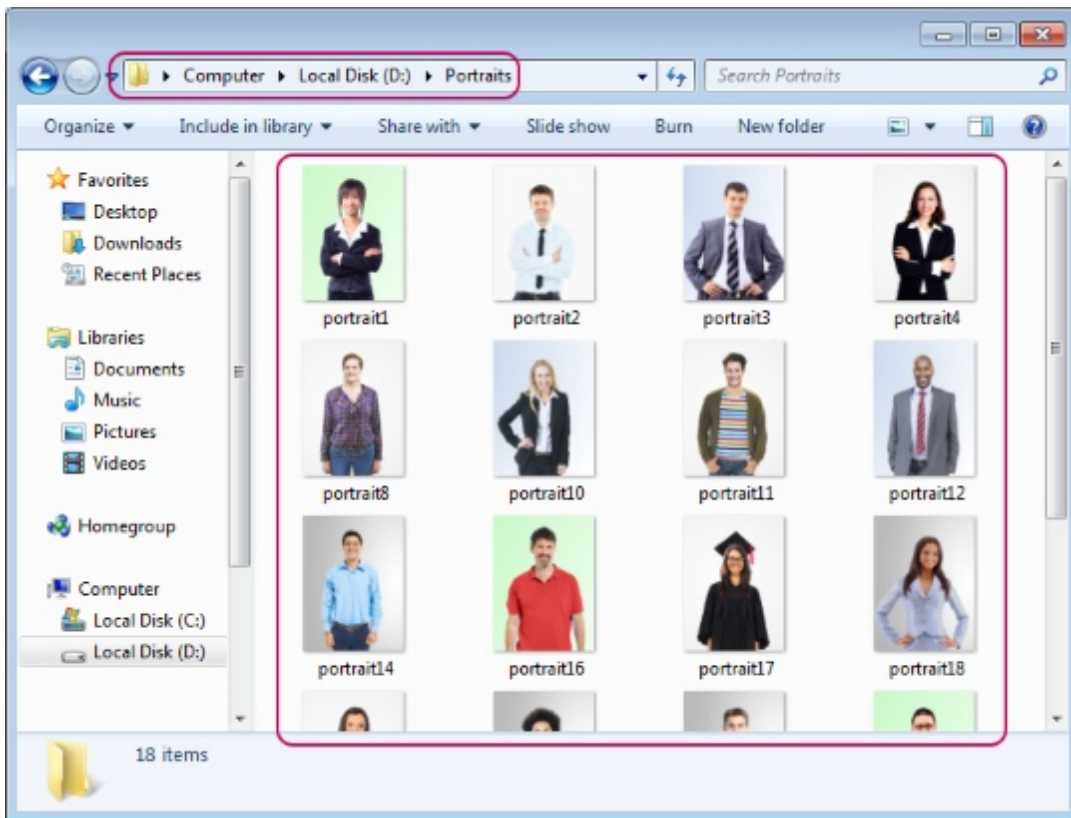 Computer Local Disk (D:) Portraits
Search Portraits
Organize Include in library Share with Slide show Burn New folder
Favorites
Desktop
Downloads
Recent Places
Libraries
Documents
Music
Pictures
Videos
Homegroup
Computer
Local Disk (C:)
Local Disk (D:)
portrait1 portrait2 portrait3 portrait4
portrait8 portrait10 portrait11 portrait12
portrait14 portrait16 portrait17 portrait18
18 items